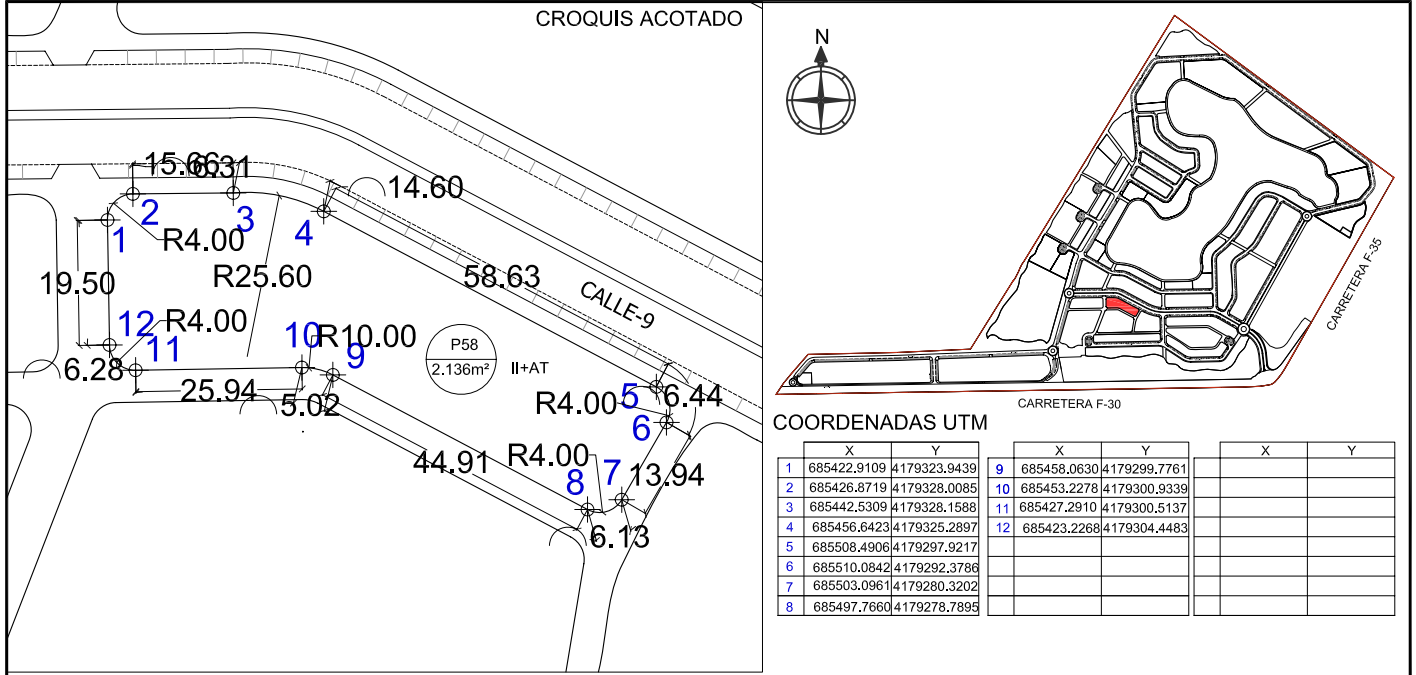 CROQUIS ACOTADO
15.66
6.31
14.60
2
3
4
1
R4.00
R25.60
19.50
58.63
CALLE-9
12
R4.00
10
R10.00
11
9
P58
2.136m²
II+AT
6.28
25.94
5.02
5
6.44
R4.00
6
44.91
R4.00
8
7
13.94
6.13
N
CARRETERA F-35
CARRETERA F-30
COORDENADAS UTM
X Y X Y X Y
1 685422.9109 4179323.9439 9 685458.0630 4179299.7761
2 685426.8719 4179328.0085 10 685453.2278 4179300.9339
3 685442.5309 4179328.1588 11 685427.2910 4179300.5137
4 685456.6423 4179325.2897 12 685423.2268 4179304.4483
5 685508.4906 4179297.9217
6 685510.0842 4179292.3786
7 685503.0961 4179280.3202
8 685497.7660 4179278.7895